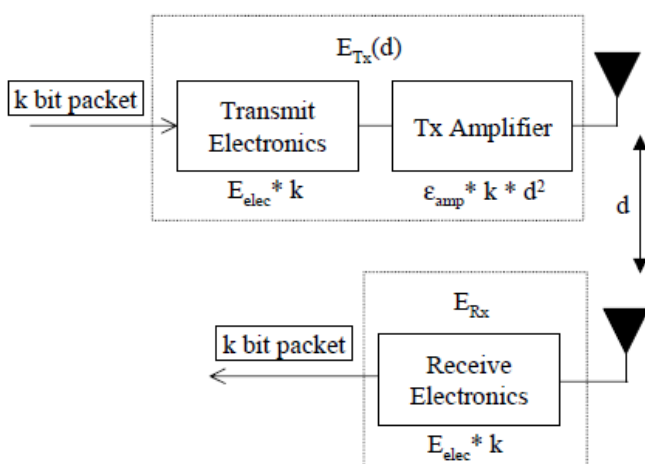 E_Tx(d)
k bit packet
Transmit
Electronics
Tx Amplifier
E_elec* k
ε_amp* k * d²
d
E_Rx
k bit packet
Receive
Electronics
E_elec* k